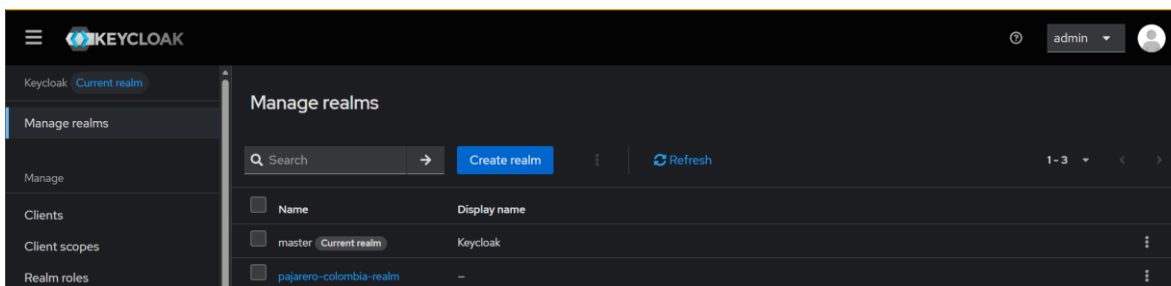 KEYCLOAK
admin
Keycloak Current realm
Manage realms
Manage
Clients
Client scopes
Realm roles
Manage realms
Search
Create realm
Refresh
1 - 3
Name Display name
master Current realm Keycloak
pajarero-colombia-realm –